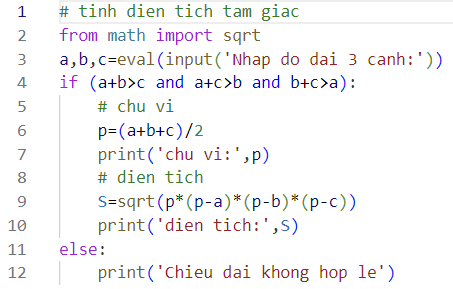 1 # tinh dien tich tam giac
2 from math import sqrt
3 a,b,c=eval(input('Nhap do dai 3 canh:'))
4 if (a+b>c and a+c>b and b+c>a):
5     # chu vi
6     p=(a+b+c)/2
7     print('chu vi:',p)
8     # dien tich
9     S=sqrt(p*(p-a)*(p-b)*(p-c))
10     print('dien tich:',S)
11 else:
12     print('Chieu dai khong hop le')